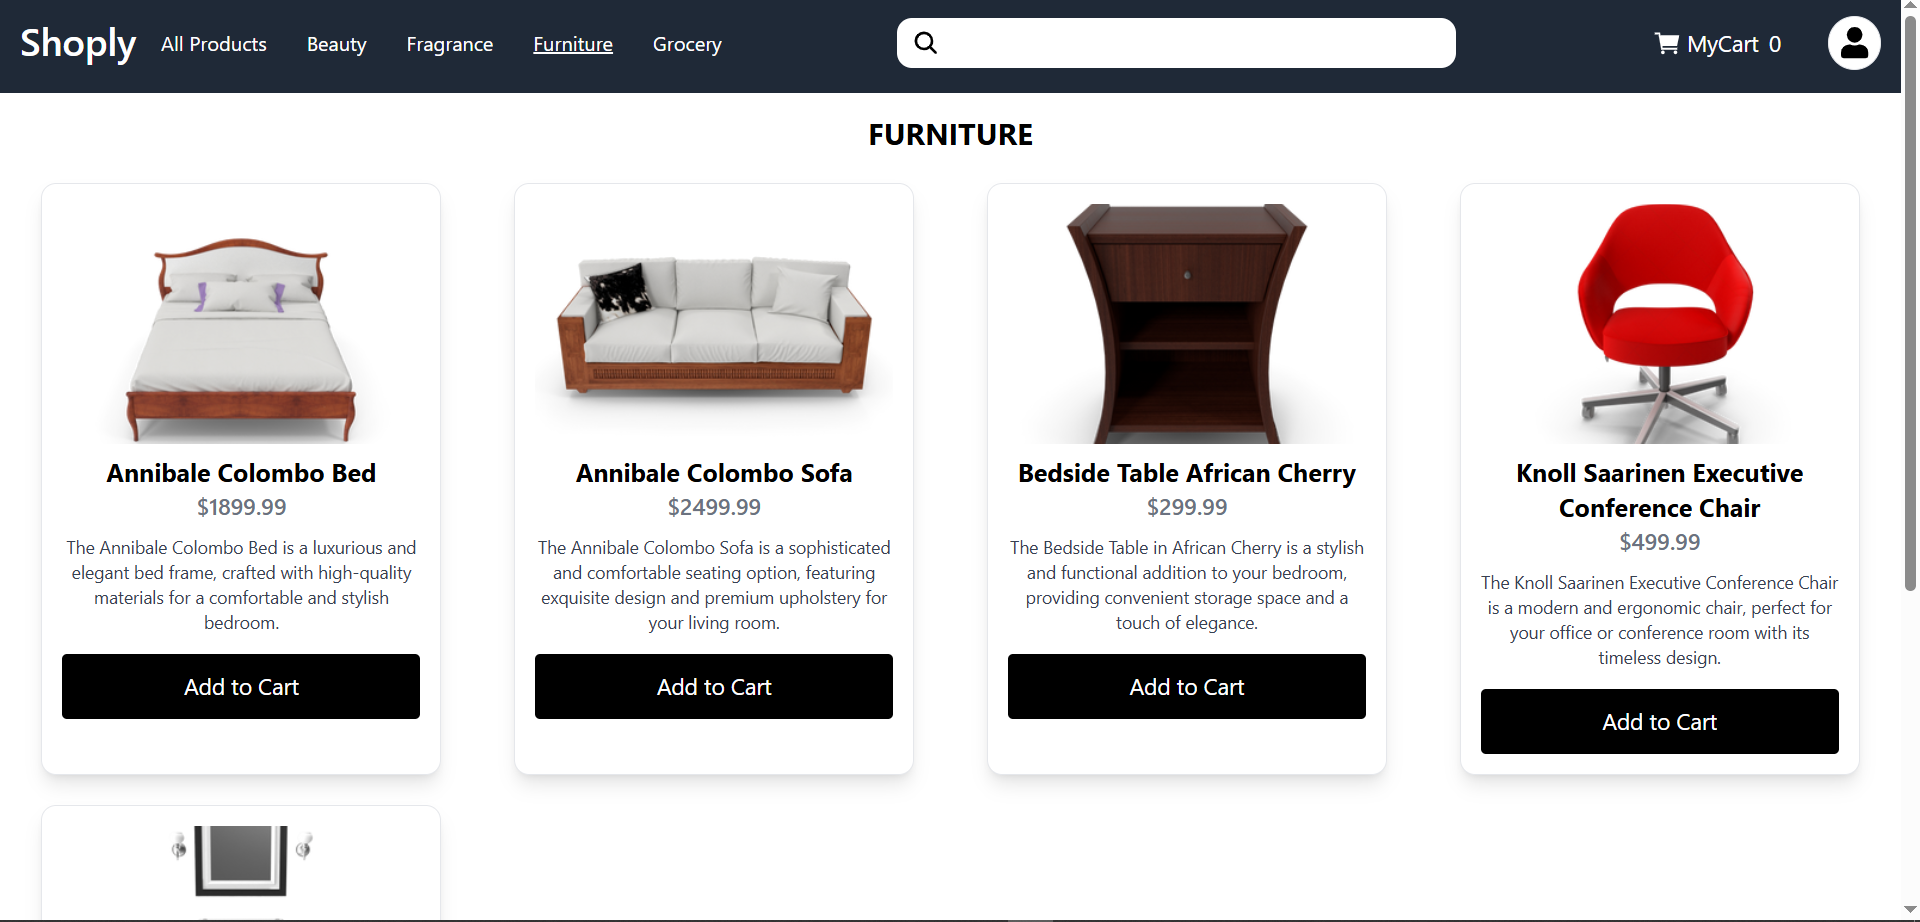 Shoply All Products Beauty Fragrance Furniture Grocery MyCart 0
FURNITURE
Annibale Colombo Bed
$1899.99
The Annibale Colombo Bed is a luxurious and
elegant bed frame, crafted with high-quality
materials for a comfortable and stylish
bedroom.
Add to Cart
Annibale Colombo Sofa
$2499.99
The Annibale Colombo Sofa is a sophisticated
and comfortable seating option, featuring
exquisite design and premium upholstery for
your living room.
Add to Cart
Bedside Table African Cherry
$299.99
The Bedside Table in African Cherry is a stylish
and functional addition to your bedroom,
providing convenient storage space and a
touch of elegance.
Add to Cart
Knoll Saarinen Executive
Conference Chair
$499.99
The Knoll Saarinen Executive Conference Chair
is a modern and ergonomic chair, perfect for
your office or conference room with its
timeless design.
Add to Cart